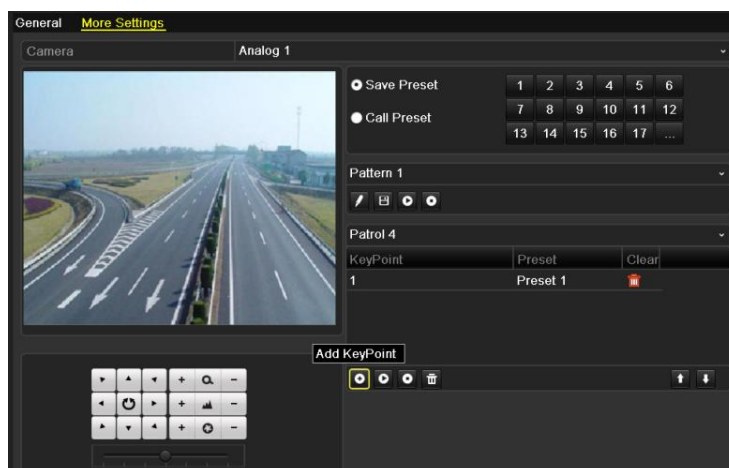 General More Settings
Camera Analog 1
Save Preset 1 2 3 4 5 6
Call Preset 7 8 9 10 11 12
13 14 15 16 17 ...
Pattern 1
Patrol 4
KeyPoint Preset Clear
1 Preset 1
Add KeyPoint